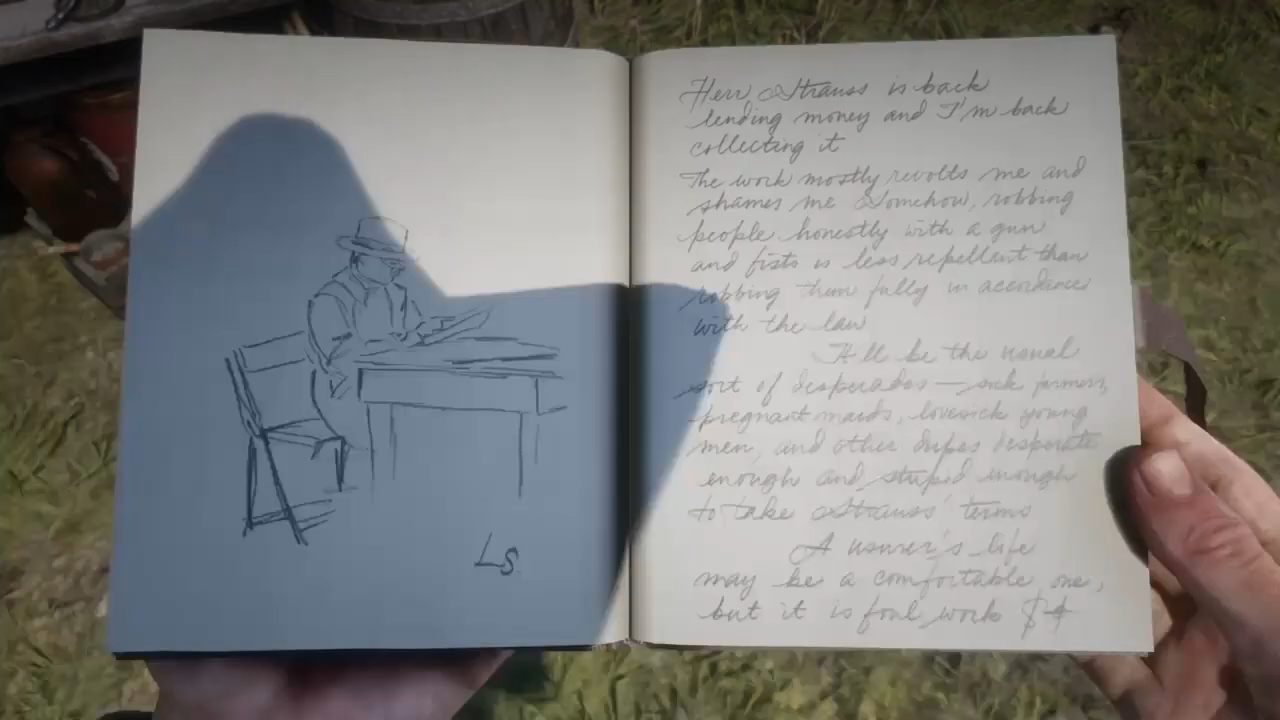 LS
Herr Strauss is back
lending money and I'm back
collecting it
The work mostly revolts me and
shames me Somehow, robbing
people honestly with a gun
and fists is less repellent than
robbing them fully in accordance
with the law
It'll be the usual
sort of desperados — sick farmers,
pregnant maids, lovesick young
men, and other dupes desperate
enough and stupid enough
to take Strauss' terms
A usurer's life
may be a comfortable one,
but it is foul work $$